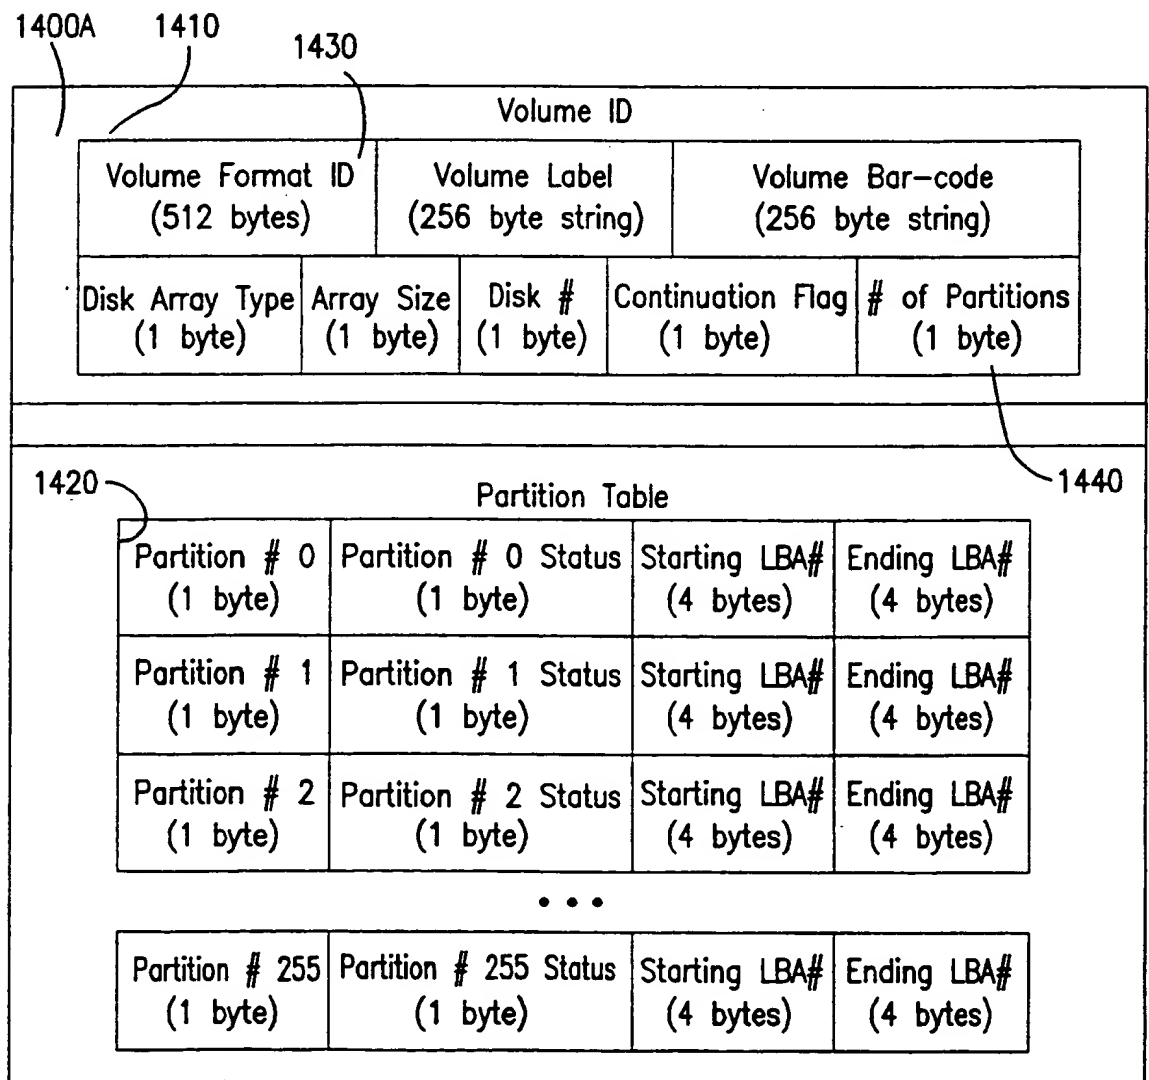 1400A 1410 1430
Volume ID
Volume Format ID Volume Label Volume Bar-code
(512 bytes) (256 byte string) (256 byte string)
Disk Array Type Array Size Disk # Continuation Flag # of Partitions
(1 byte) (1 byte) (1 byte) (1 byte) (1 byte)
1420 1440
Partition Table
Partition # 0 Partition # 0 Status Starting LBA# Ending LBA#
(1 byte) (1 byte) (4 bytes) (4 bytes)
Partition # 1 Partition # 1 Status Starting LBA# Ending LBA#
(1 byte) (1 byte) (4 bytes) (4 bytes)
Partition # 2 Partition # 2 Status Starting LBA# Ending LBA#
(1 byte) (1 byte) (4 bytes) (4 bytes)
• • •
Partition # 255 Partition # 255 Status Starting LBA# Ending LBA#
(1 byte) (1 byte) (4 bytes) (4 bytes)